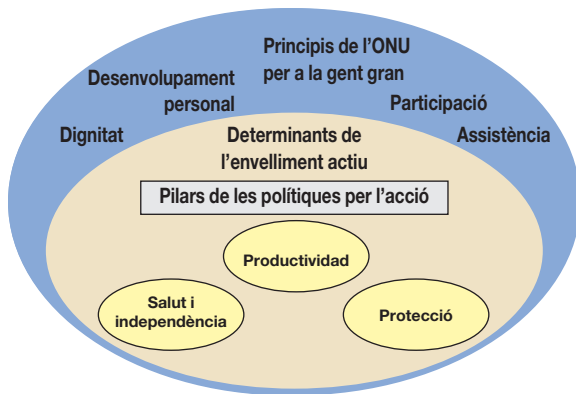 Principis de l’ONU
per a la gent gran
Desenvolupament
personal
Participació
Dignitat
Assistència
Determinants de
l’envelliment actiu
Pilars de les polítiques per l’acció
Productividad
Salut i
independència
Protecció